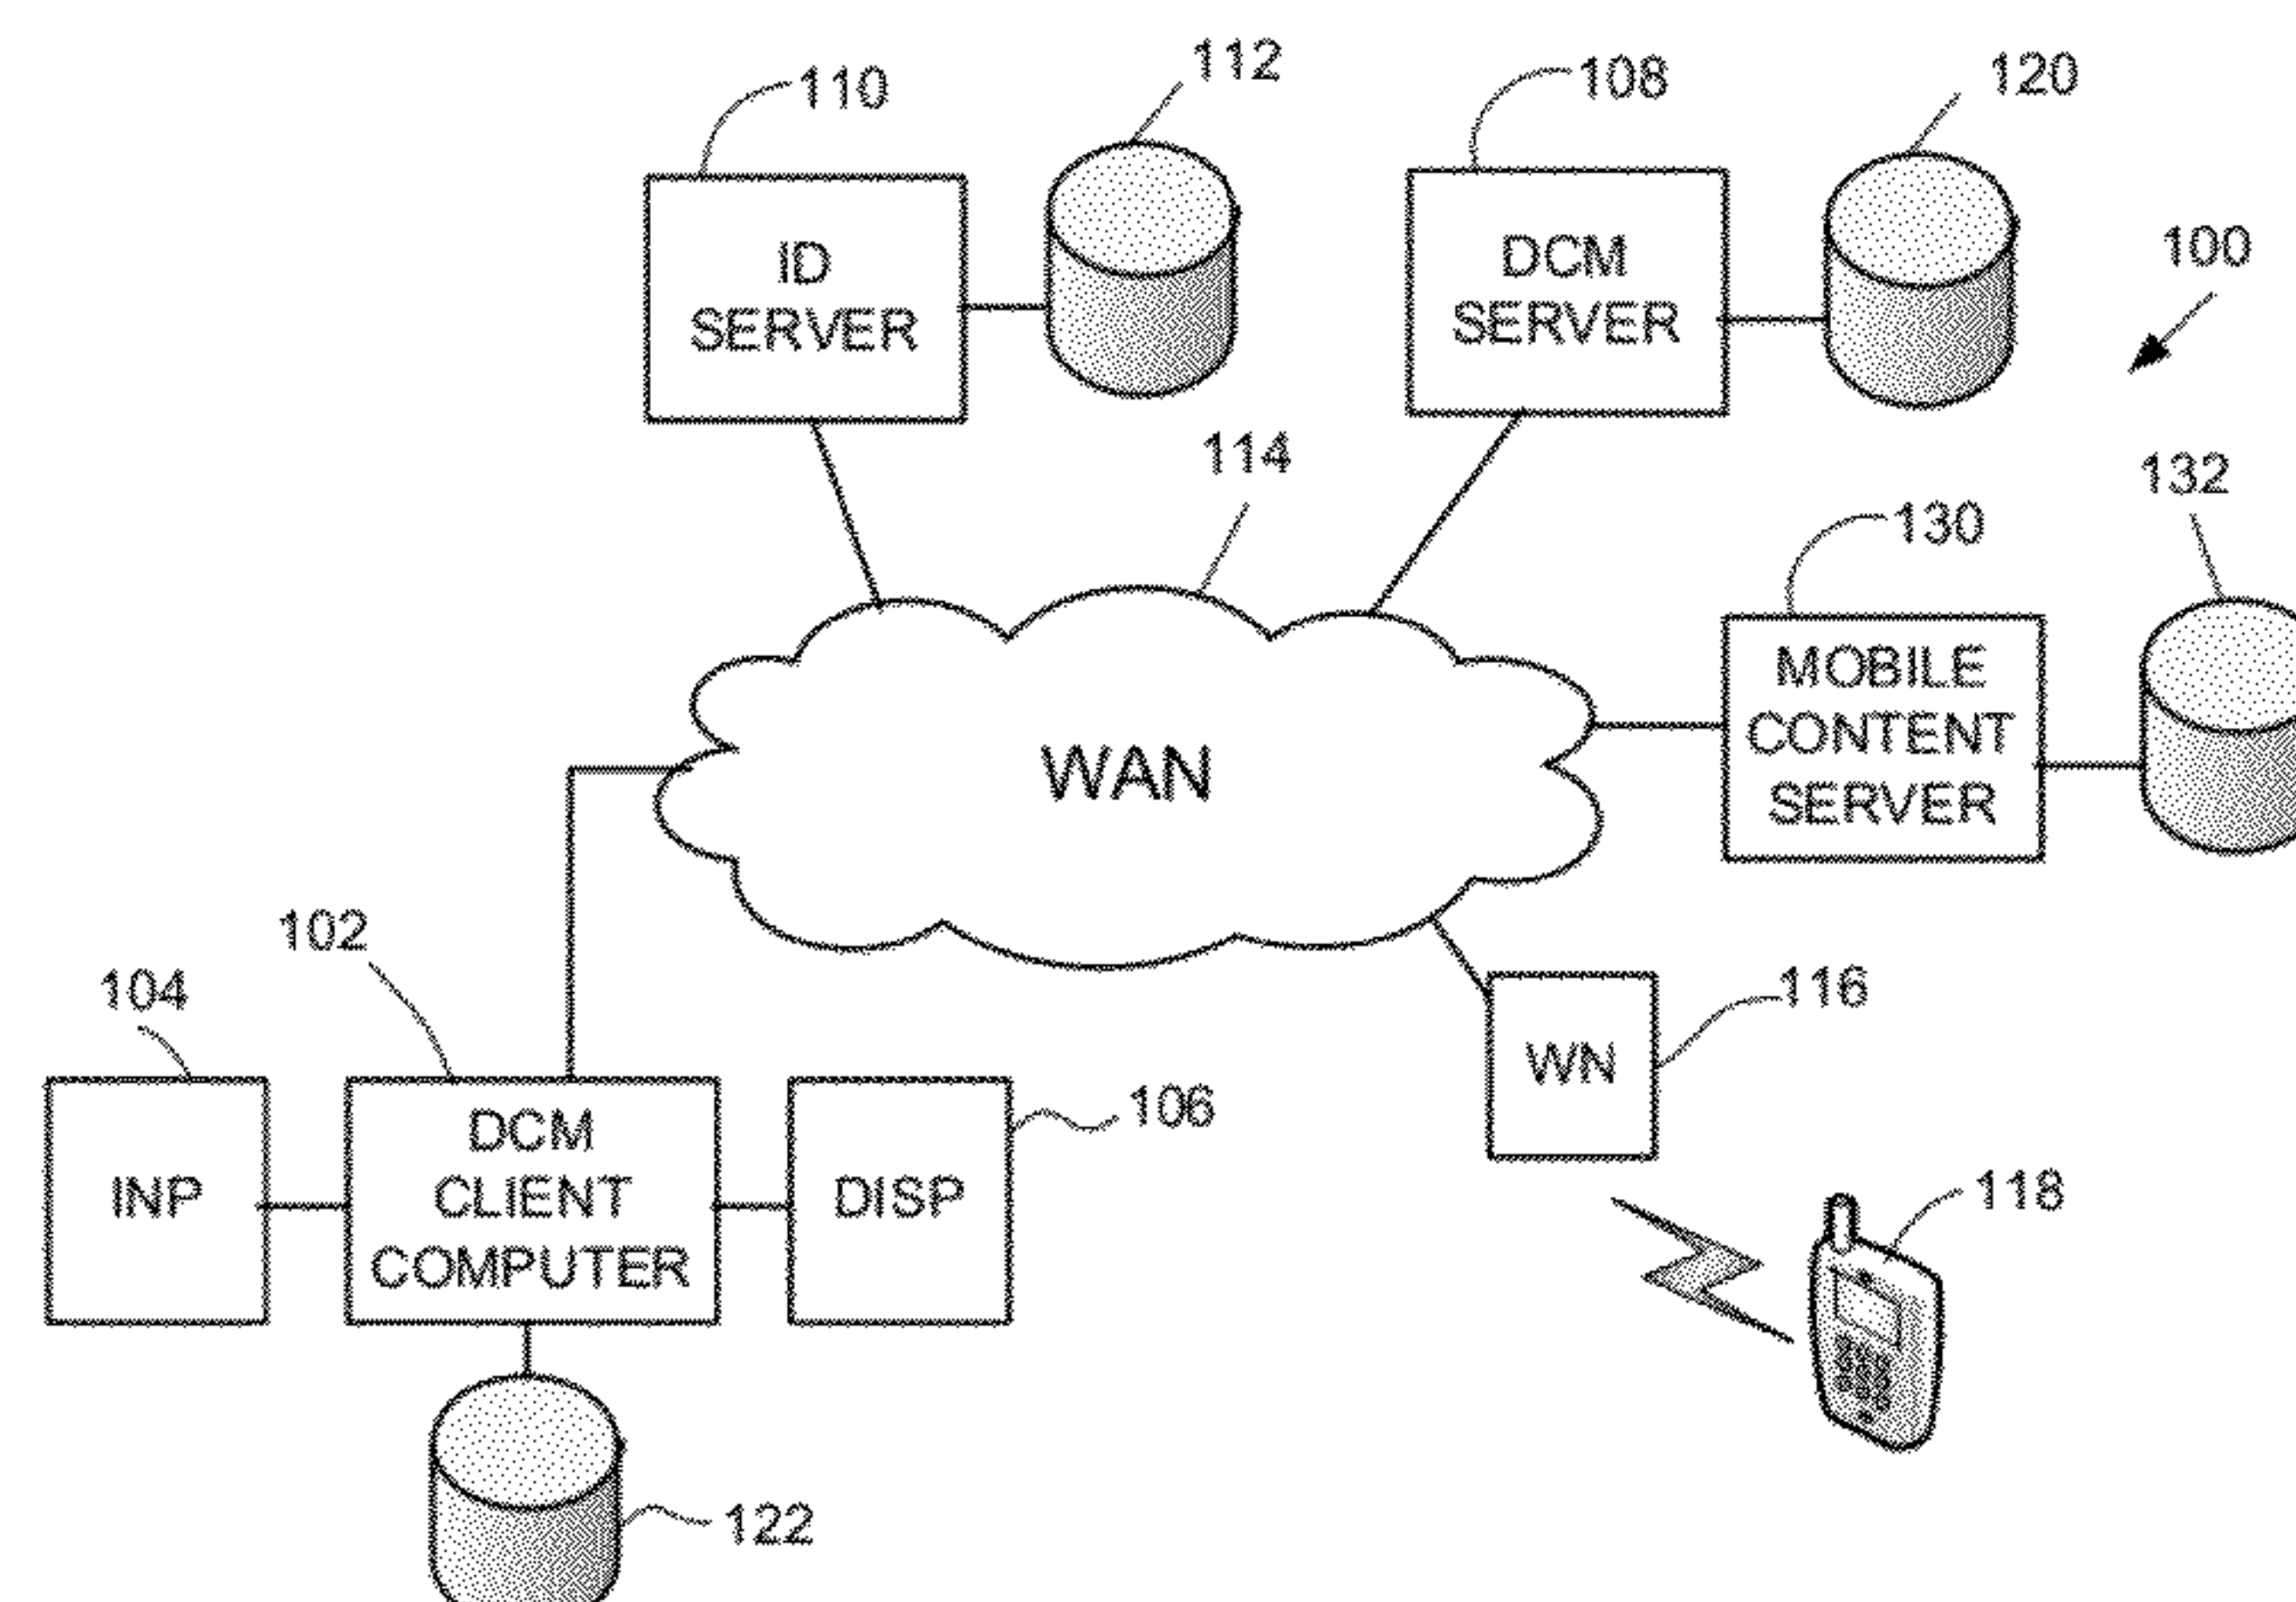 110
112
108
120
ID
SERVER
DCM
SERVER
100
114
132
130
MOBILE
CONTENT
SERVER
WAN
102
104
116
WN
106
INP
DCM
CLIENT
COMPUTER
DISP
118
122